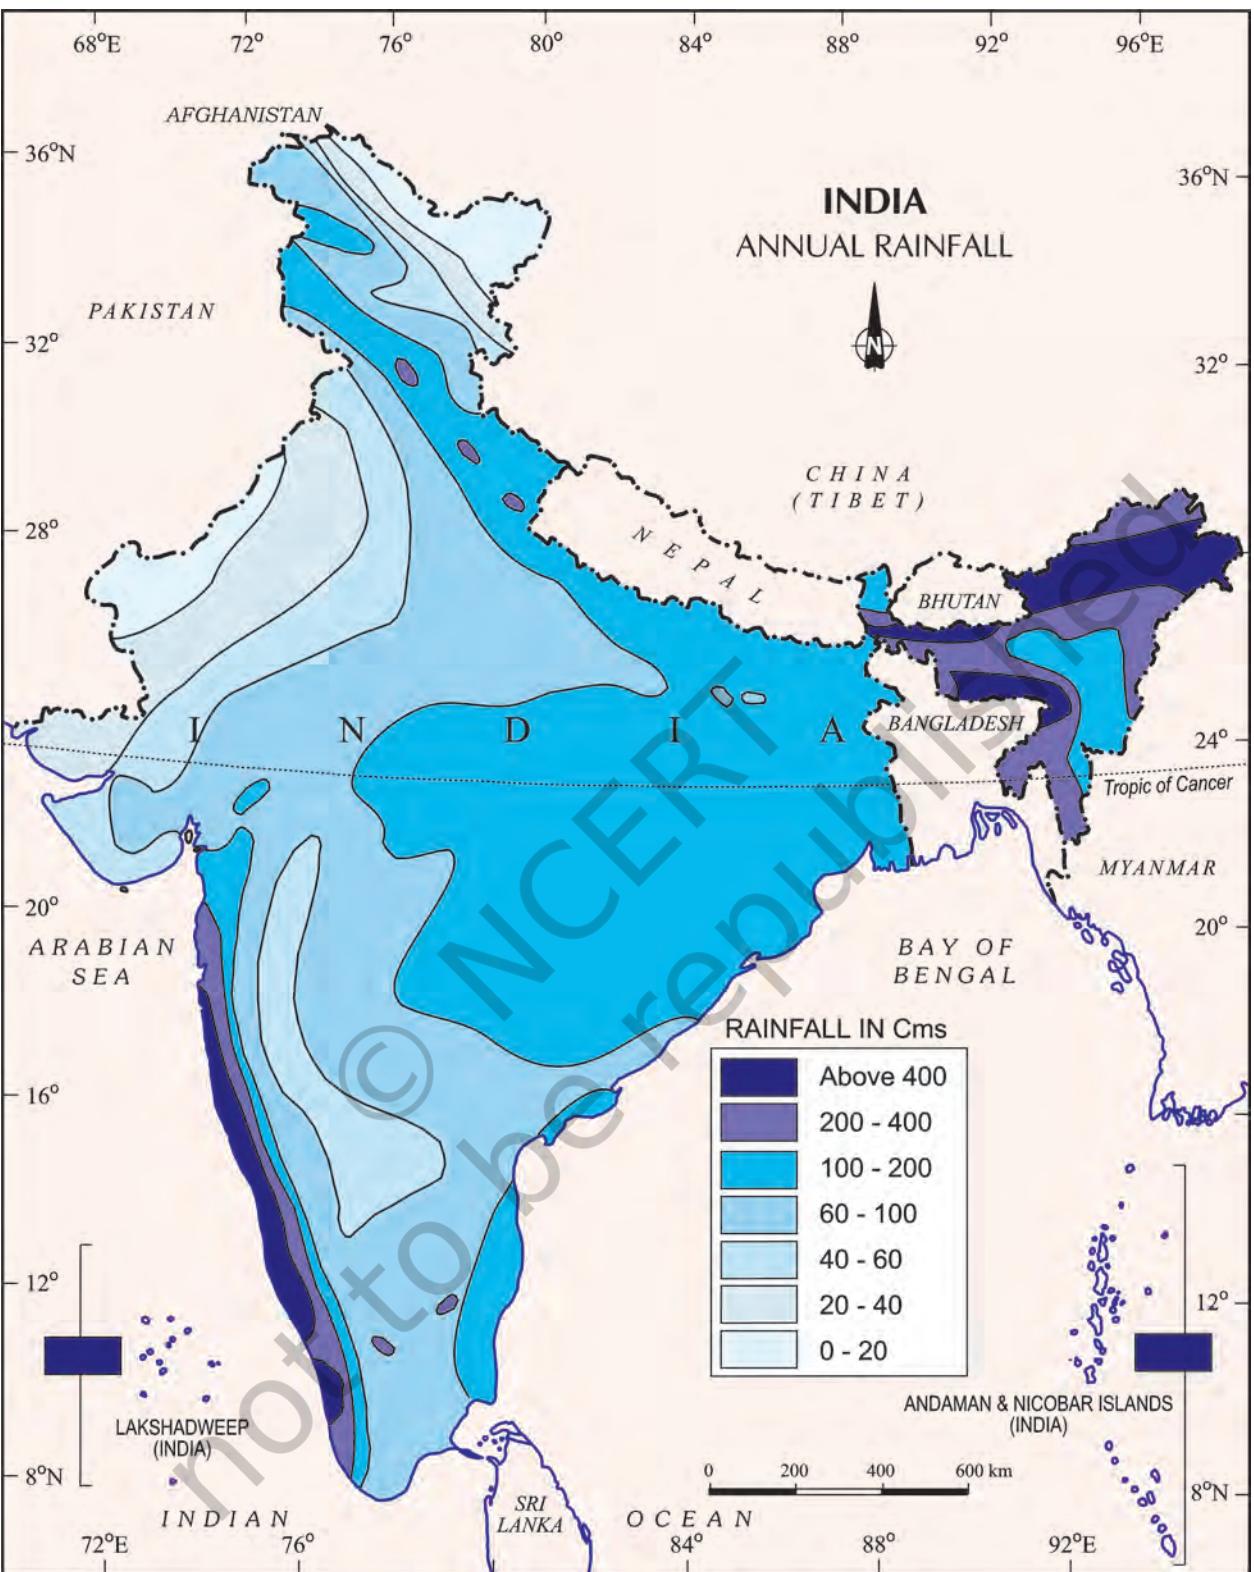 68°E 72° 76° 80° 84° 88° 92° 96°E
AFGHANISTAN
36°N
36°N
INDIA
ANNUAL RAINFALL
PAKISTAN
N
32°
32°
CHINA
(TIBET)
28°
NEPAL
BHUTAN
INDIA
BANGLADESH
24°
Tropic of Cancer
MYANMAR
20°
20°
ARABIAN
SEA
BAY OF
BENGAL
RAINFALL IN Cms
Above 400
200 - 400
100 - 200
60 - 100
40 - 60
20 - 40
0 - 20
16°
12°
12°
LAKSHADWEEP
(INDIA)
ANDAMAN & NICOBAR ISLANDS
(INDIA)
0 200 400 600 km
8°N
8°N
SRI
LANKA
INDIAN OCEAN
72°E 76° 84° 88° 92°E
© NCERT
not to be republished